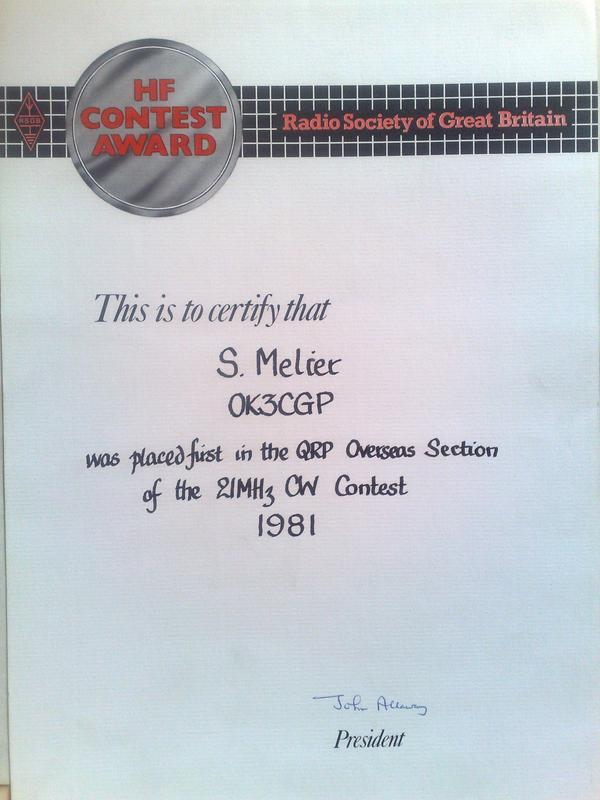 HF
CONTEST
AWARD
RSGB
Radio Society of Great Britain
This is to certify that
S. Melicer
OK3CGP
was placed first in the QRP Overseas Section
of the 21MHz CW Contest
1981
John Allaway
President